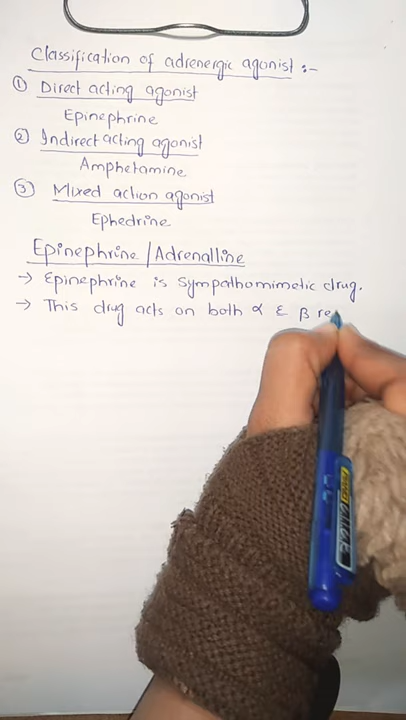 Classification of adrenergic agonist :-
① Direct acting agonist
Epinephrine
② Indirect acting agonist
Amphetamine
③ Mixed action agonist
Ephedrine
Epinephrine / Adrenalline
→ Epinephrine is Sympathomimetic drug.
→ This drug acts on both α & β re